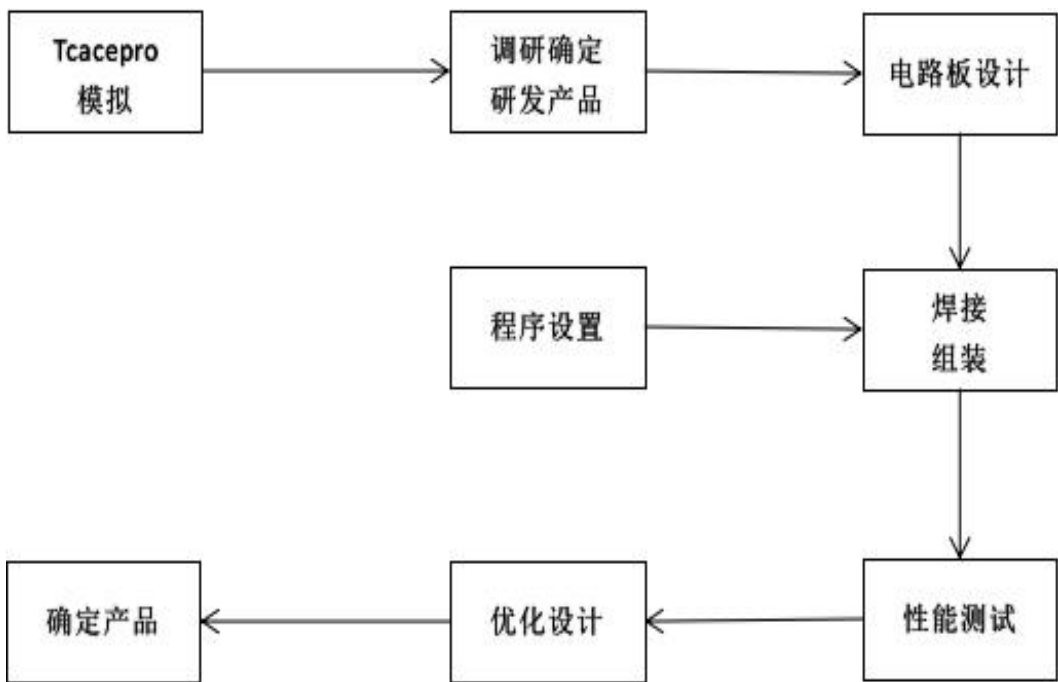 Tcacepro
模拟
调研确定
研发产品
电路板设计
程序设置
焊接
组装
确定产品
优化设计
性能测试